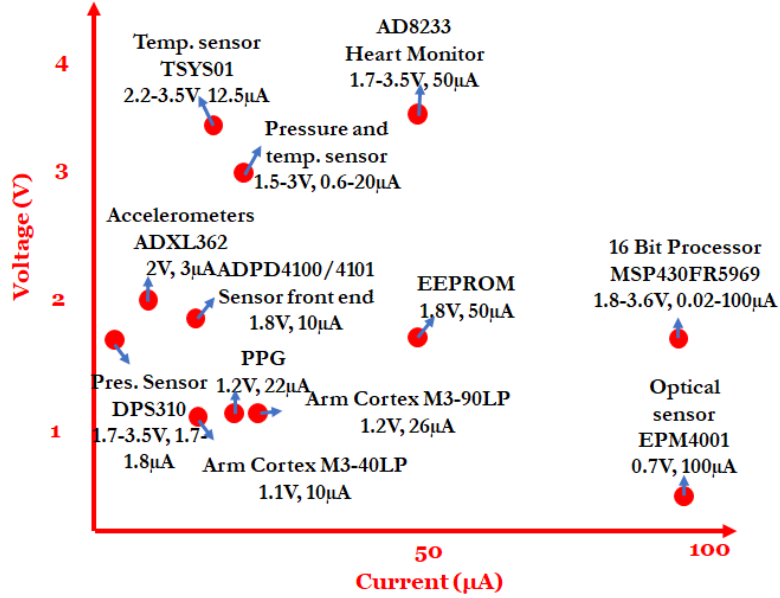 AD8233
Heart Monitor
1.7-3.5V, 50µA
Temp. sensor
TSYS01
2.2-3.5V, 12.5µA
4
Pressure and
temp. sensor
1.5-3V, 0.6-20µA
3
Voltage (V)
Accelerometers
ADXL362
2V, 3µA
ADPD4100/4101
Sensor front end
1.8V, 10µA
EEPROM
1.8V, 50µA
16 Bit Processor
MSP430FR5969
1.8-3.6V, 0.02-100µA
2
PPG
1.2V, 22µA
Pres. Sensor
DPS310
1.7-3.5V, 1.7-
1.8µA
Arm Cortex M3-90LP
1.2V, 26µA
Optical
sensor
EPM4001
0.7V, 100µA
1
Arm Cortex M3-40LP
1.1V, 10µA
50
100
Current (µA)